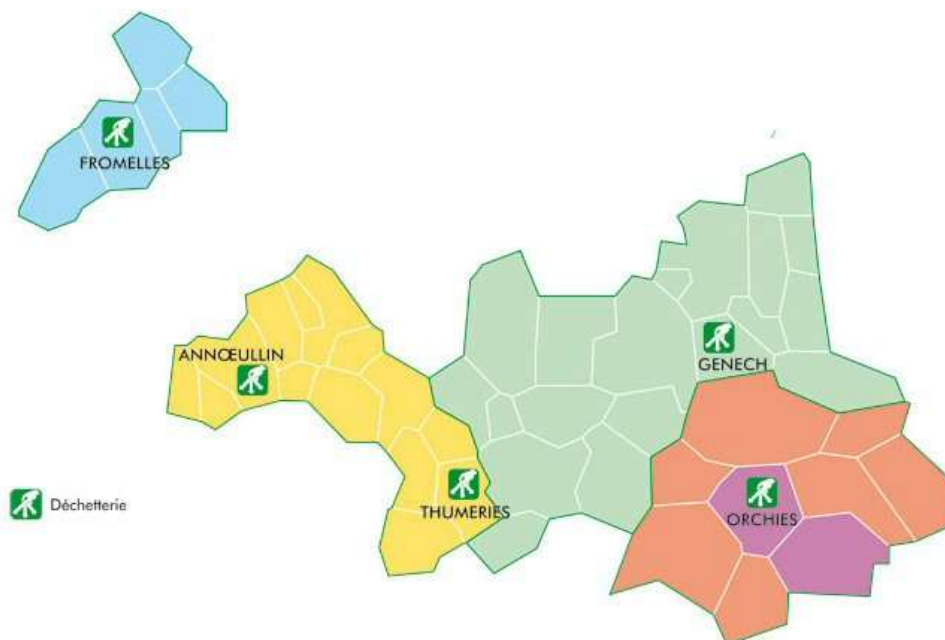 FROMELLES
ANNŒULLIN
GENECH
THUMERIES
ORCHIES
Déchetterie